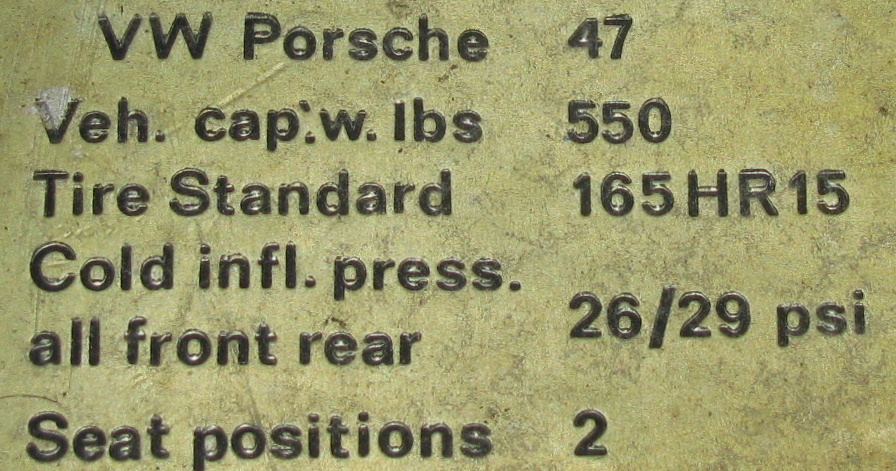 VW Porsche 47
Veh. cap.w. lbs 550
Tire Standard 165HR15
Cold infl. press.
all front rear 26/29 psi
Seat positions 2